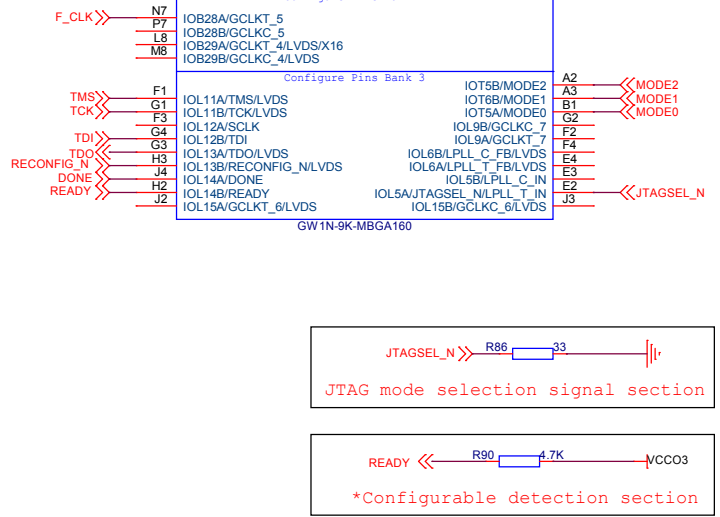 F_CLK N7 IOB28A/GCLKT_5
P7 IOB28B/GCLKC_5
L8 IOB29A/GCLKT_4/LVDS/X16
M8 IOB29B/GCLKC_4/LVDS
Configure Pins Bank 3
IOT5B/MODE2 A2 MODE2
TMS F1 IOL11A/TMS/LVDS IOT6B/MODE1 A3 MODE1
TCK G1 IOL11B/TCK/LVDS IOT5A/MODE0 B1 MODE0
F3 IOL12A/SCLK IOL9B/GCLKC_7 G2
TDI G4 IOL12B/TDI IOL9A/GCLKT_7 F2
TDO G3 IOL13A/TDO/LVDS IOL6B/LPLL_C_FB/LVDS F4
RECONFIG_N H3 IOL13B/RECONFIG_N/LVDS IOL6A/LPLL_T_FB/LVDS E4
DONE J4 IOL14A/DONE IOL5B/LPLL_C_IN E3
READY H2 IOL14B/READY IOL5A/JTAGSEL_N/LPLL_T_IN E2 JTAGSEL_N
J2 IOL15A/GCLKT_6/LVDS IOL15B/GCLKC_6/LVDS J3
GW1N-9K-MBGA160
JTAGSEL_N R86 33
JTAG mode selection signal section
READY R90 4.7K VCCO3
*Configurable detection section